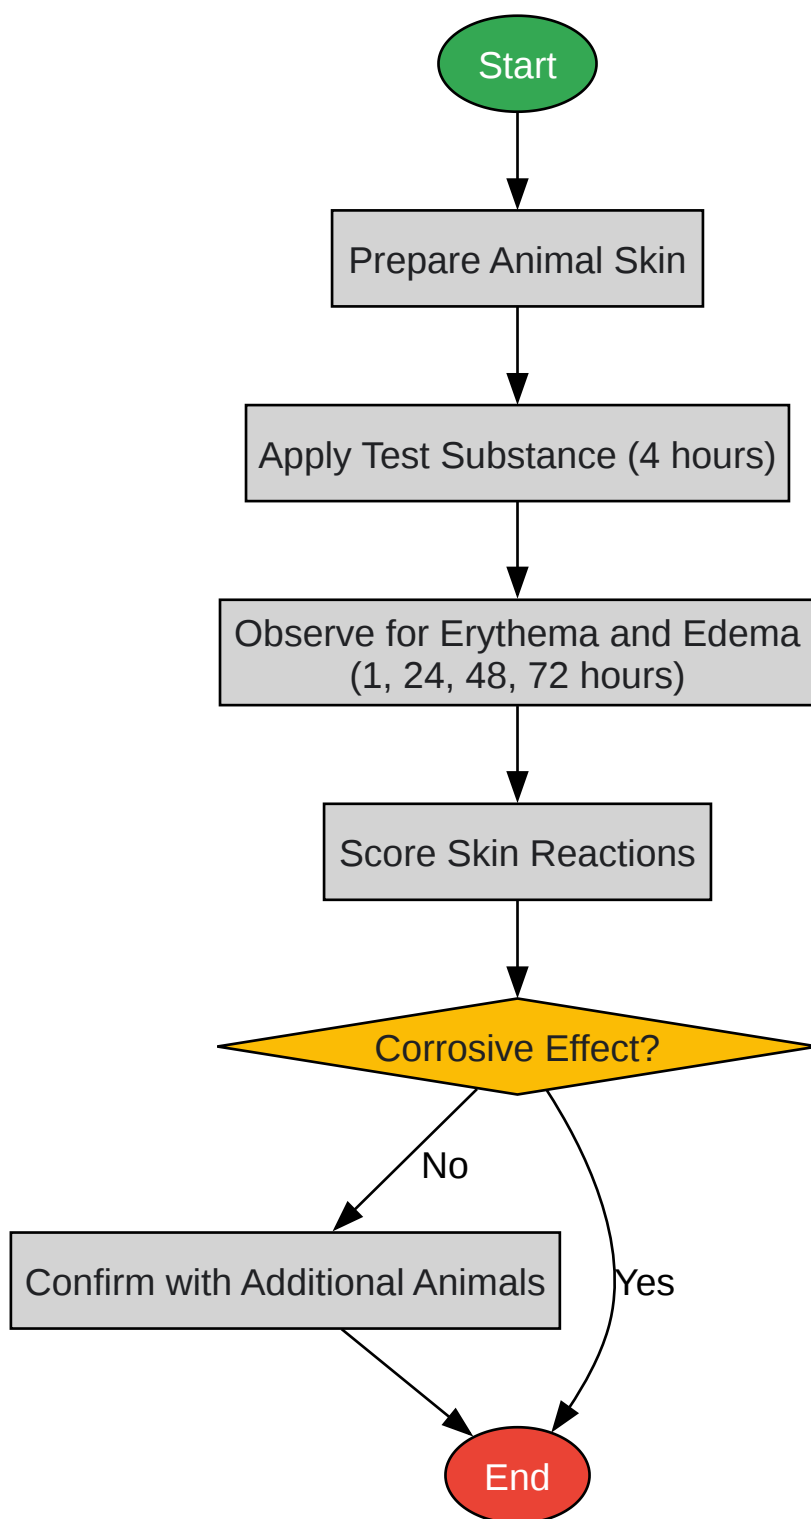 Start
Prepare Animal Skin
Apply Test Substance (4 hours)
Observe for Erythema and Edema
(1, 24, 48, 72 hours)
Score Skin Reactions
Corrosive Effect?
No
Confirm with Additional Animals
Yes
End